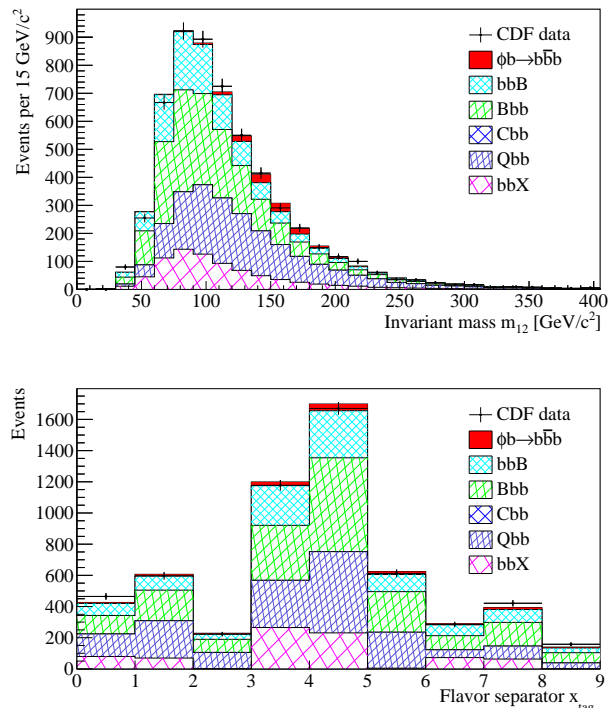 Events per 15 GeV/c²
900
800
700
600
500
400
300
200
100
0
0 50 100 150 200 250 300 350 400
Invariant mass m₁₂ [GeV/c²]
CDF data
ϕb→bb̅b
bbB
Bbb
Cbb
Qbb
bbX
Events
1600
1400
1200
1000
800
600
400
200
0
0 1 2 3 4 5 6 7 8 9
Flavor separator x_tag
CDF data
ϕb→bb̅b
bbB
Bbb
Cbb
Qbb
bbX